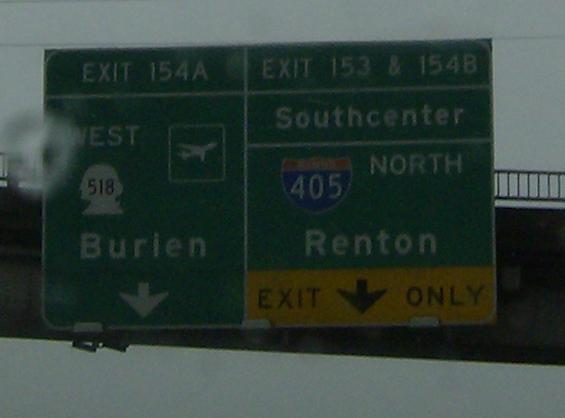 EXIT 154A
WEST
518
Burien
EXIT 153 & 154B
Southcenter
405
NORTH
Renton
EXIT ONLY